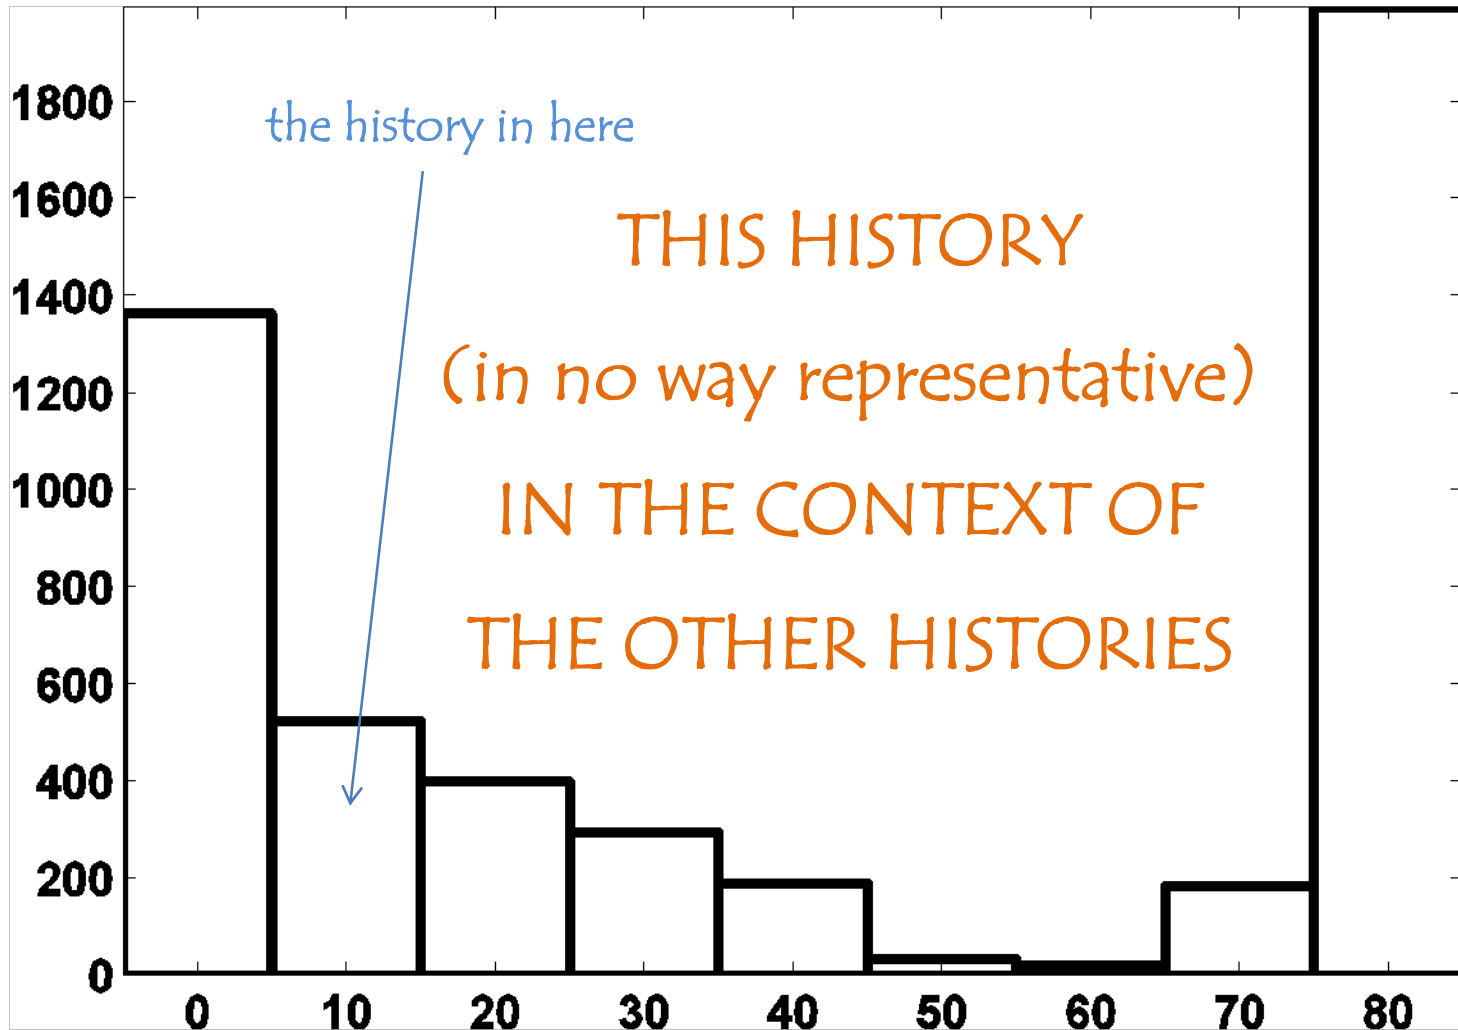 1800
the history in here
1600
THIS HISTORY
1400
(in no way representative)
1200
1000
IN THE CONTEXT OF
800
THE OTHER HISTORIES
600
400
200
0
0 10 20 30 40 50 60 70 80